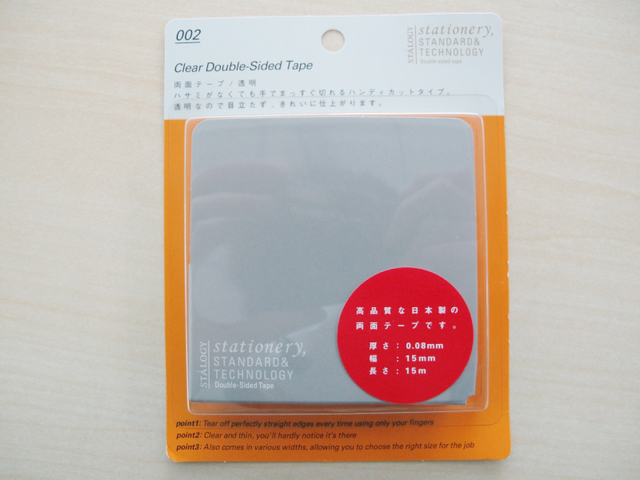 002
STALOGY
stationery,
STANDARD&
TECHNOLOGY
Double-sided tape
Clear Double-Sided Tape
両面テープ / 透明
ハサミがなくても手でまっすぐ切れるハンディカットタイプ。
透明なので目立たず、きれいに仕上がります。
高品質な日本製の
両面テープです。
厚さ：0.08mm
幅　：15mm
長さ：15m
STALOGY
stationery,
STANDARD&
TECHNOLOGY
Double-Sided Tape
point1: Tear off perfectly straight edges every time using only your fingers
point2: Clear and thin, you'll hardly notice it's there
point3: Also comes in various widths, allowing you to choose the right size for the job